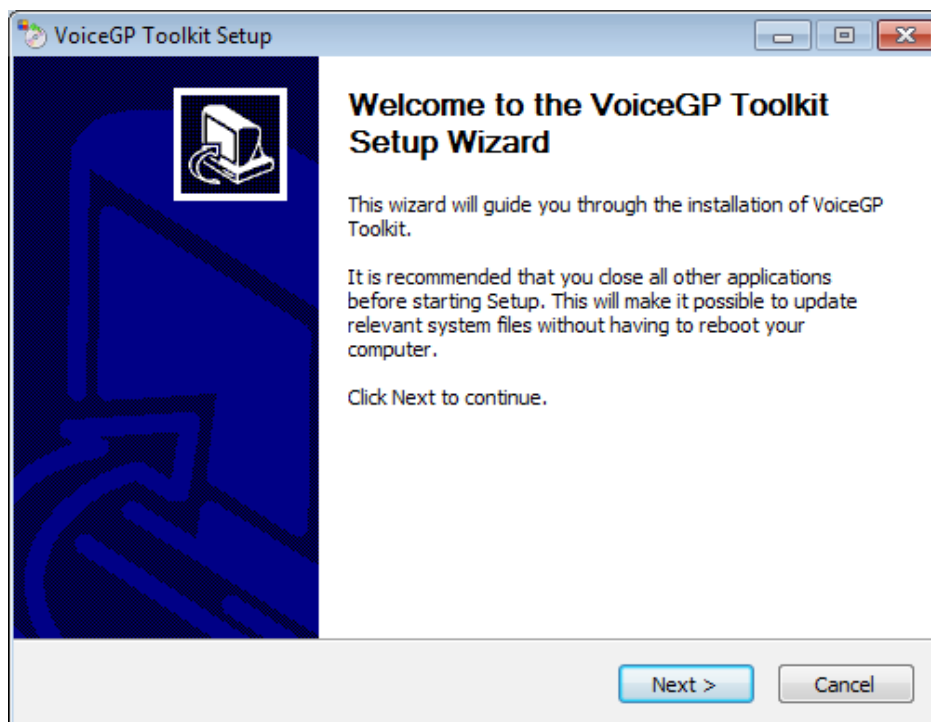 VoiceGP Toolkit Setup
Welcome to the VoiceGP Toolkit
Setup Wizard
This wizard will guide you through the installation of VoiceGP
Toolkit.
It is recommended that you close all other applications
before starting Setup. This will make it possible to update
relevant system files without having to reboot your
computer.
Click Next to continue.
Next >
Cancel